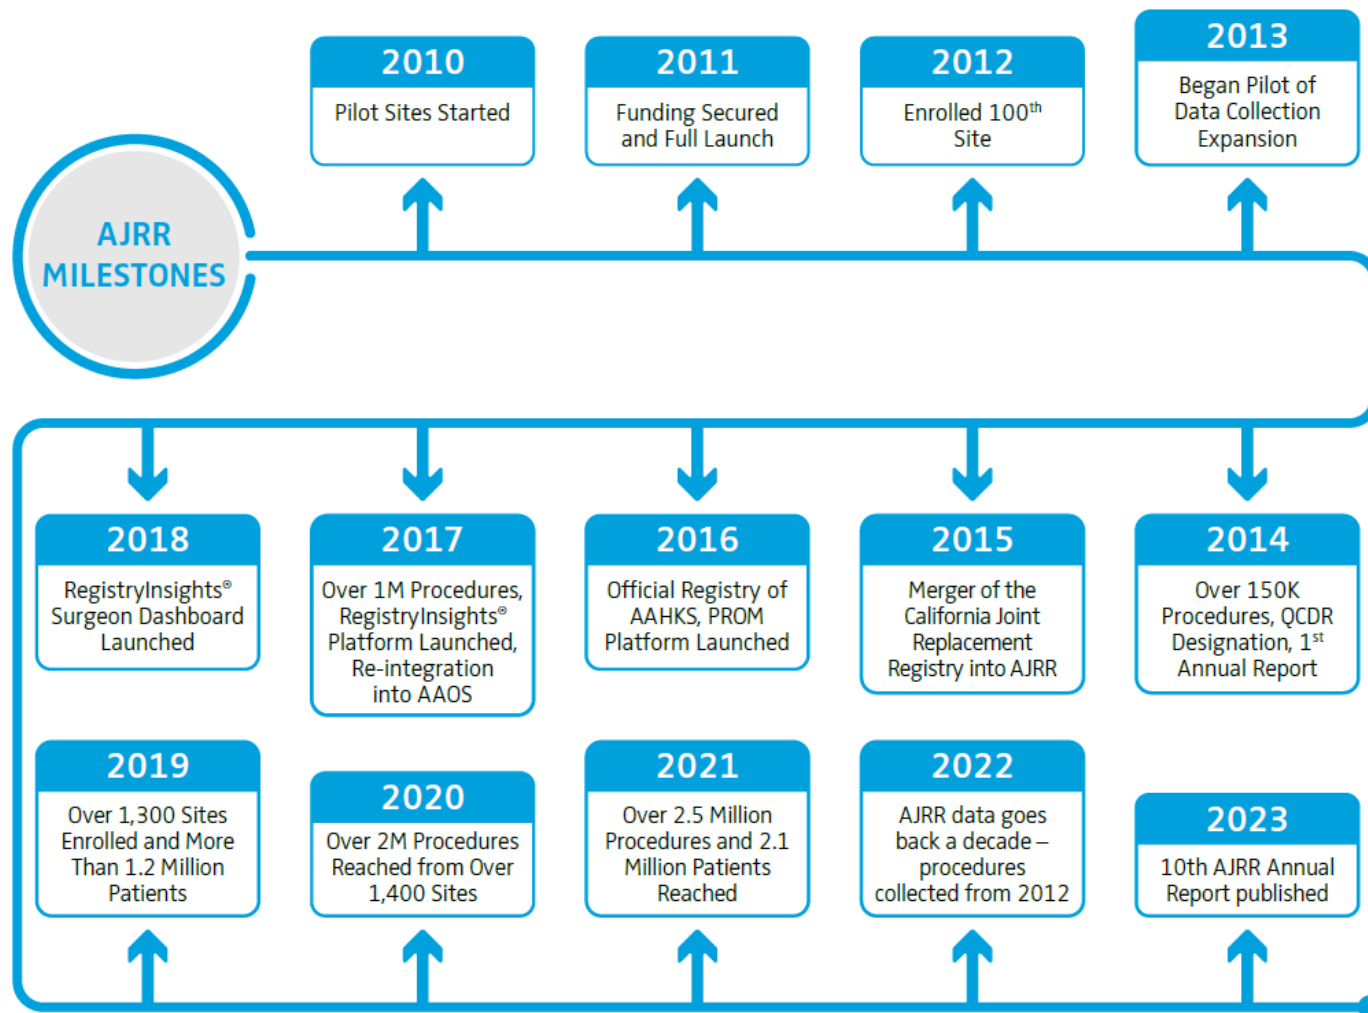 AJRR
MILESTONES
2010
Pilot Sites Started
2011
Funding Secured
and Full Launch
2012
Enrolled 100th
Site
2013
Began Pilot of
Data Collection
Expansion
2014
Over 150K
Procedures, QCDR
Designation, 1st
Annual Report
2015
Merger of the
California Joint
Replacement
Registry into AJRR
2016
Official Registry of
AAHKS, PROM
Platform Launched
2017
Over 1M Procedures,
RegistryInsights®
Platform Launched,
Re-integration
into AAOS
2018
RegistryInsights®
Surgeon Dashboard
Launched
2019
Over 1,300 Sites
Enrolled and More
Than 1.2 Million
Patients
2020
Over 2M Procedures
Reached from Over
1,400 Sites
2021
Over 2.5 Million
Procedures and 2.1
Million Patients
Reached
2022
AJRR data goes
back a decade –
procedures
collected from 2012
2023
10th AJRR Annual
Report published